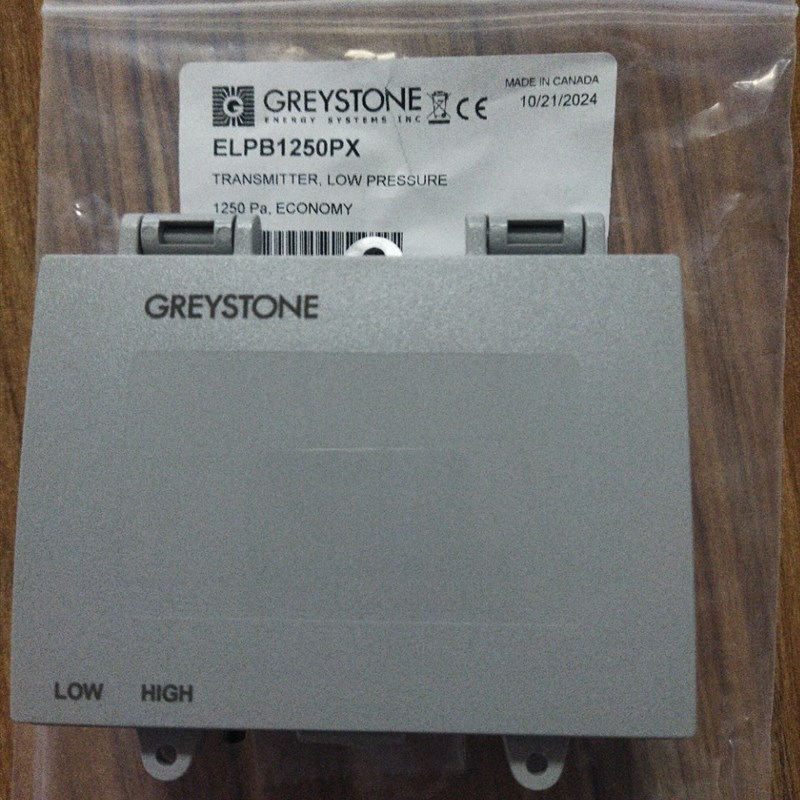 GREYSTONE
ENERGY SYSTEMS INC
CE
MADE IN CANADA
10/21/2024
ELPB1250PX
TRANSMITTER, LOW PRESSURE
1250 Pa, ECONOMY
GREYSTONE
LOW HIGH